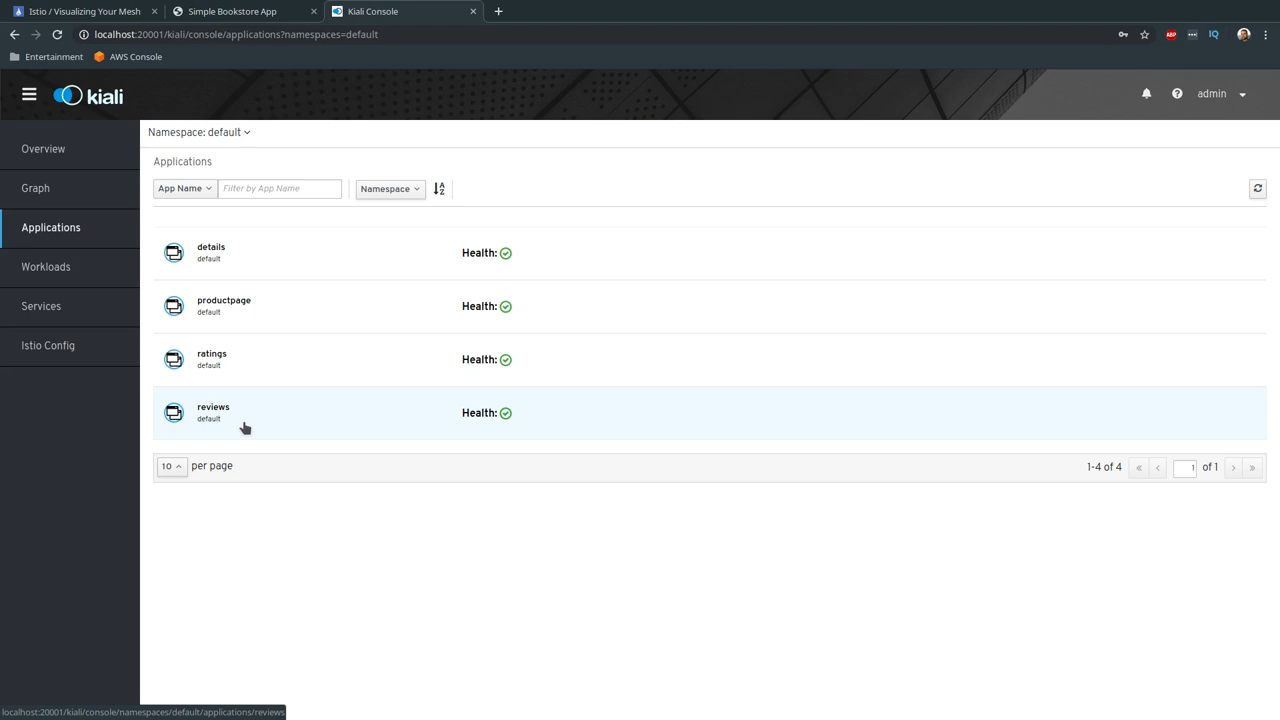 Istio / Visualizing Your Mesh
Simple Bookstore App
Kiali Console
localhost:20001/kiali/console/applications?namespaces=default
ABP
IQ
Entertainment
AWS Console
kiali
admin
Overview
Graph
Applications
Workloads
Services
Istio Config
Namespace: default
Applications
App Name
Filter by App Name
Namespace
details
default
Health:
productpage
default
Health:
ratings
default
Health:
reviews
default
Health:
10 per page
1-4 of 4
1 of 1
localhost:20001/kiali/console/namespaces/default/applications/reviews